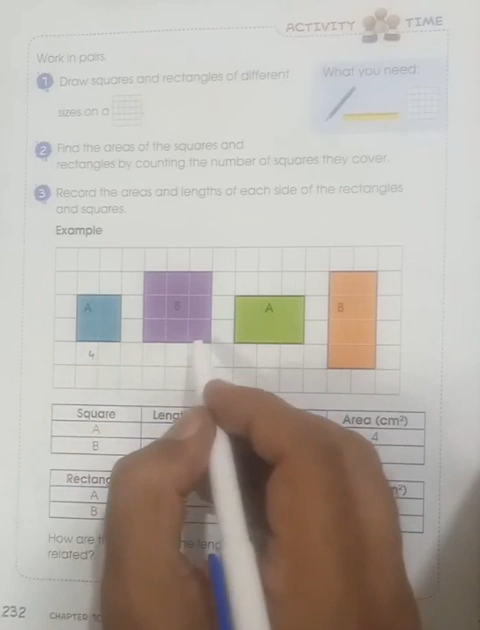 ACTIVITY TIME
Work in pairs.
1 Draw squares and rectangles of different
sizes on a
What you need:
2 Find the areas of the squares and
rectangles by counting the number of squares they cover.
3 Record the areas and lengths of each side of the rectangles
and squares.
Example
A B A B
4
Square Area (cm²)
A 4
B
A
B
How are
related?
232 CHAPTER